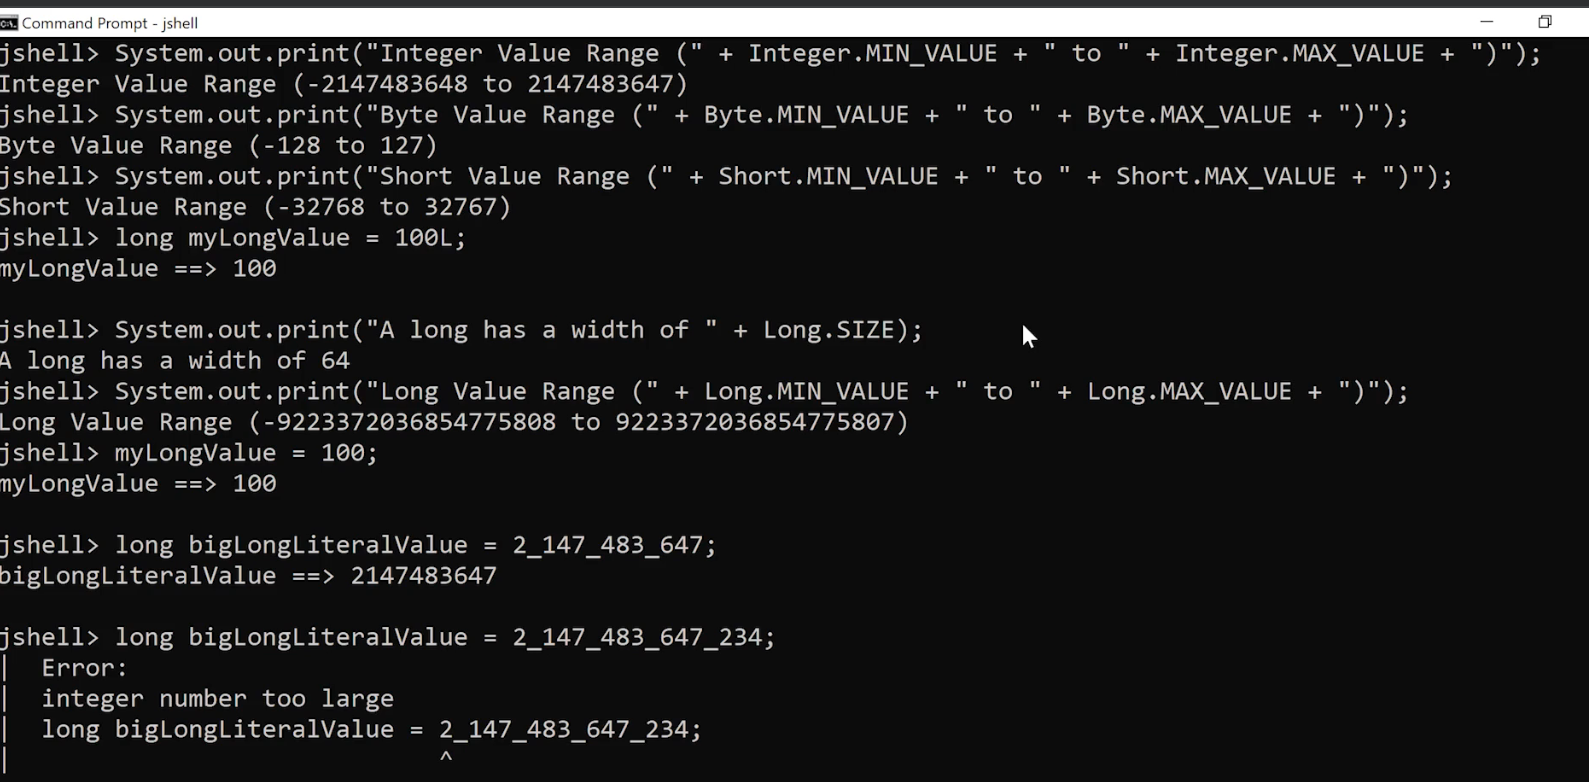 Command Prompt - jshell
jshell> System.out.print("Integer Value Range (" + Integer.MIN_VALUE + " to " + Integer.MAX_VALUE + ")");
Integer Value Range (-2147483648 to 2147483647)
jshell> System.out.print("Byte Value Range (" + Byte.MIN_VALUE + " to " + Byte.MAX_VALUE + ")");
Byte Value Range (-128 to 127)
jshell> System.out.print("Short Value Range (" + Short.MIN_VALUE + " to " + Short.MAX_VALUE + ")");
Short Value Range (-32768 to 32767)
jshell> long myLongValue = 100L;
myLongValue ==> 100
jshell> System.out.print("A long has a width of " + Long.SIZE);
A long has a width of 64
jshell> System.out.print("Long Value Range (" + Long.MIN_VALUE + " to " + Long.MAX_VALUE + ")");
Long Value Range (-9223372036854775808 to 9223372036854775807)
jshell> myLongValue = 100;
myLongValue ==> 100
jshell> long bigLongLiteralValue = 2_147_483_647;
bigLongLiteralValue ==> 2147483647
jshell> long bigLongLiteralValue = 2_147_483_647_234;
|   Error:
|   integer number too large
|   long bigLongLiteralValue = 2_147_483_647_234;
|                              ^